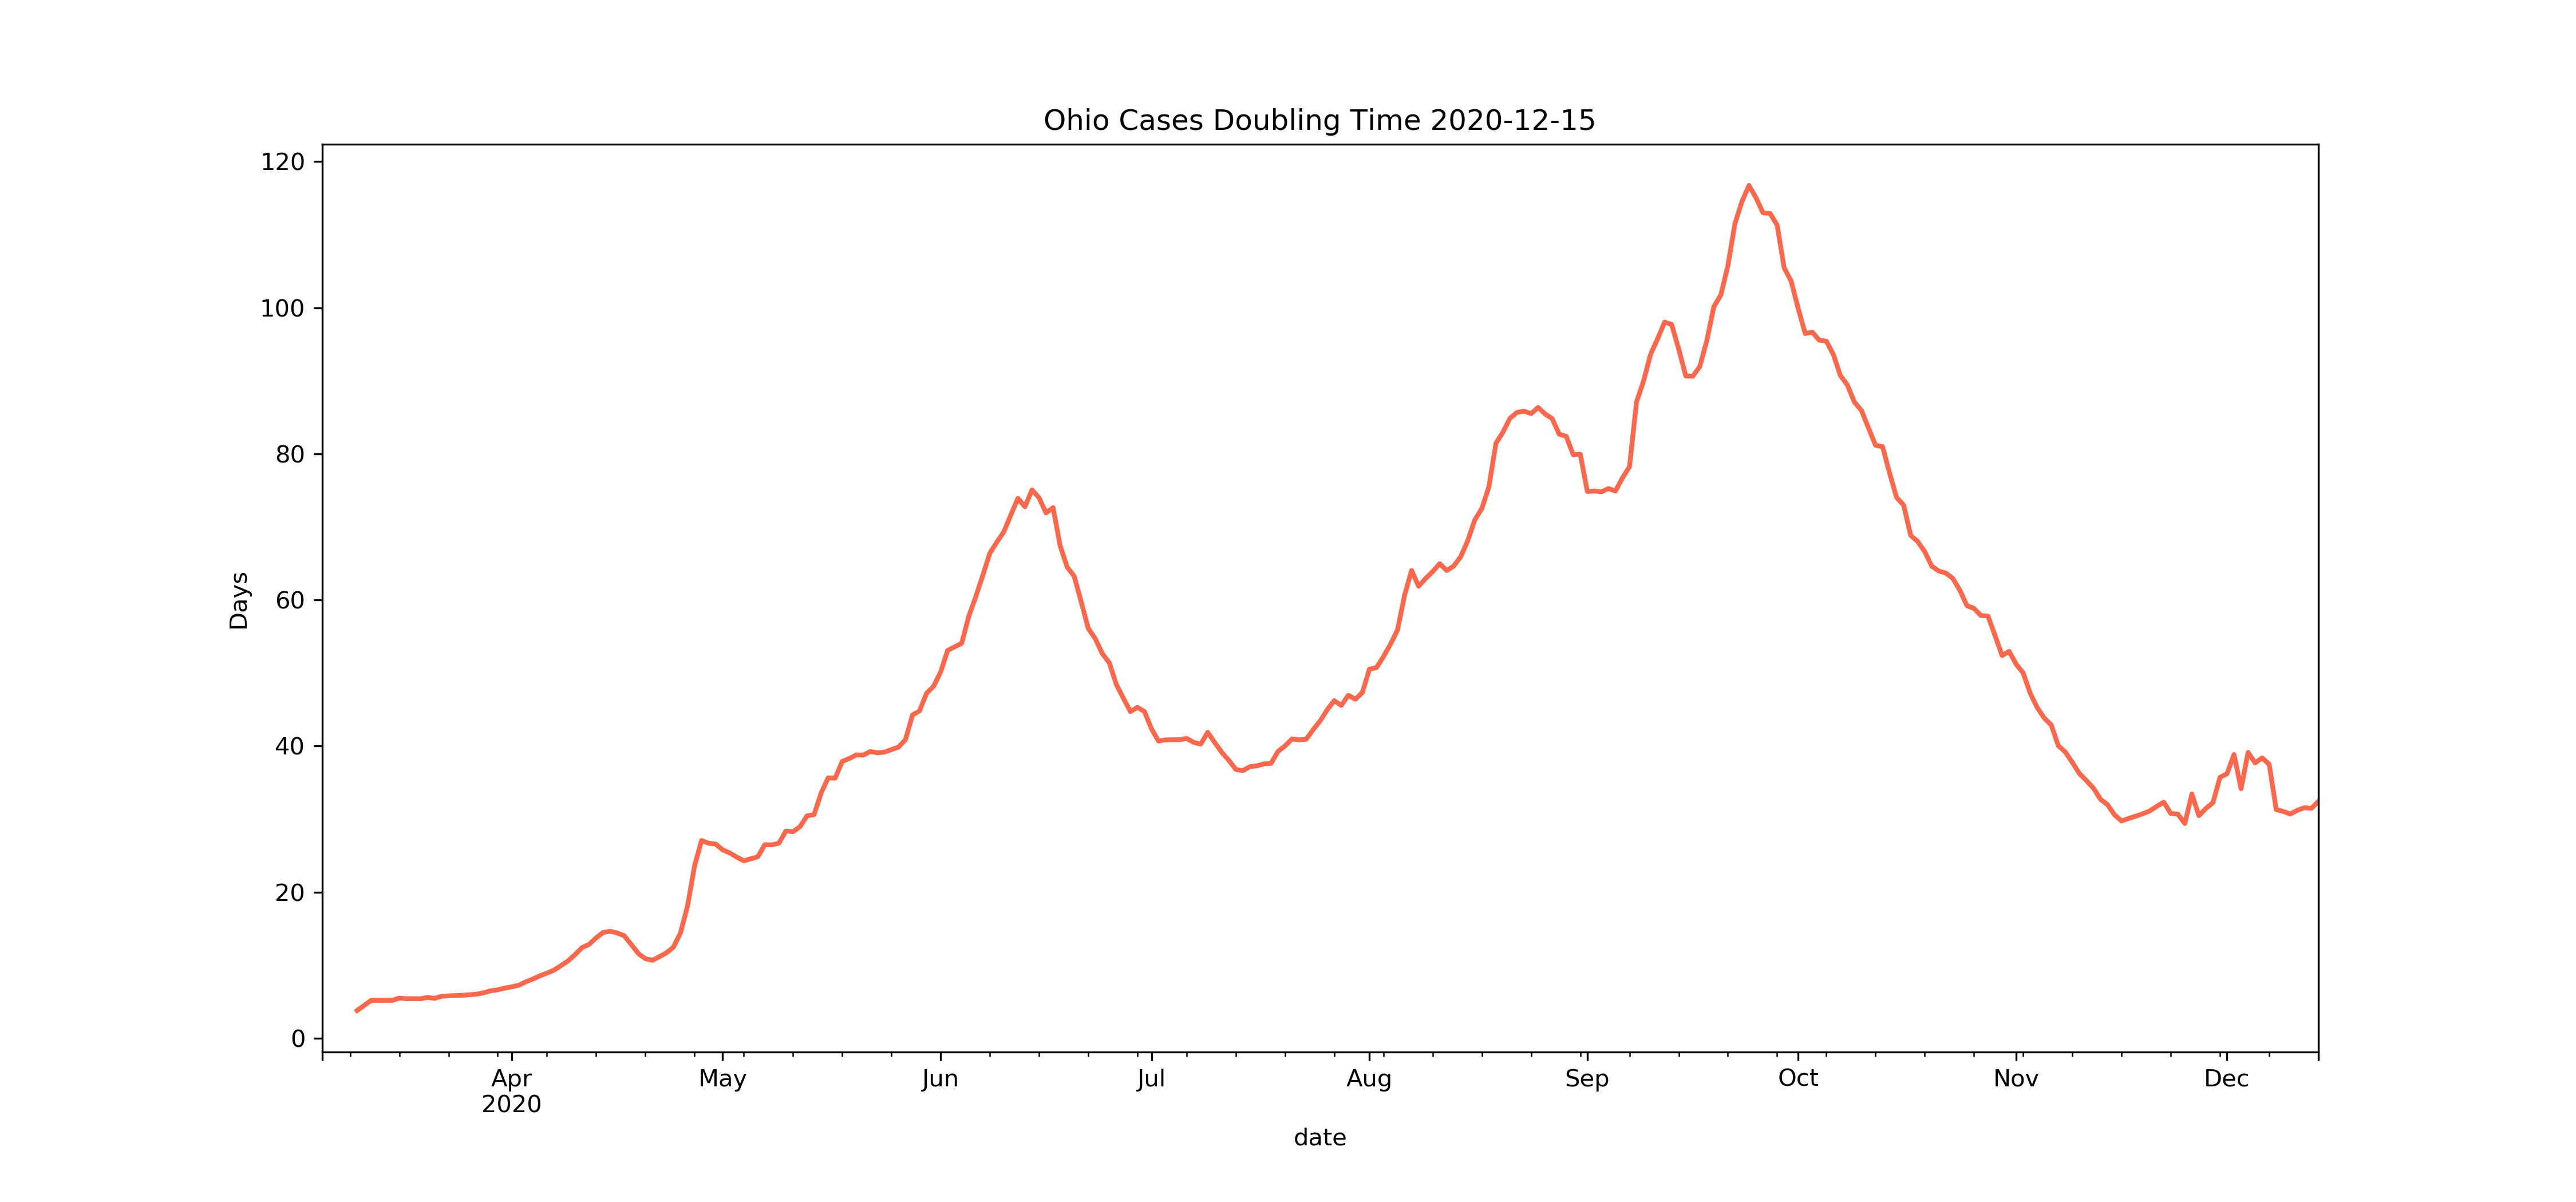 Ohio Cases Doubling Time 2020-12-15
120
100
80
60
40
20
0
Days
Apr May Jun Jul Aug Sep Oct Nov Dec
2020
date